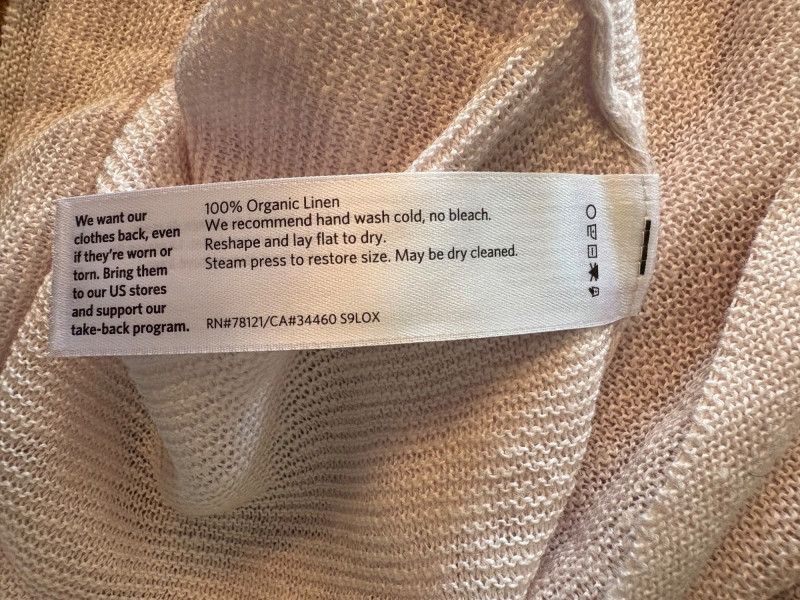 We want our
clothes back, even
if they're worn or
torn. Bring them
to our US stores
and support our
take-back program.
100% Organic Linen
We recommend hand wash cold, no bleach.
Reshape and lay flat to dry.
Steam press to restore size. May be dry cleaned.
RN#78121/CA#34460 S9LOX